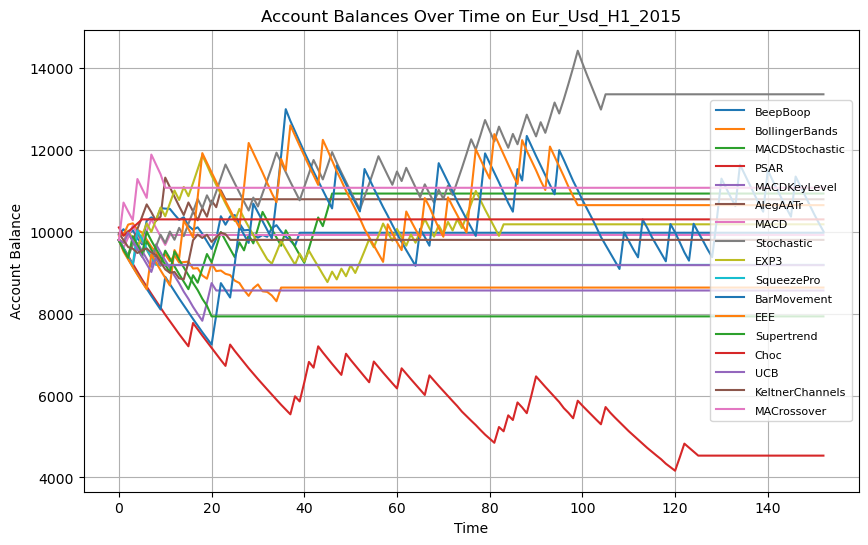 Account Balances Over Time on Eur_Usd_H1_2015
Account Balance
14000
12000
10000
8000
6000
4000
0
20
40
60
80
100
120
140
Time
BeepBoop
BollingerBands
MACDStochastic
PSAR
MACDKeyLevel
AlegAATr
MACD
Stochastic
EXP3
SqueezePro
BarMovement
EEE
Supertrend
Choc
UCB
KeltnerChannels
MACrossover